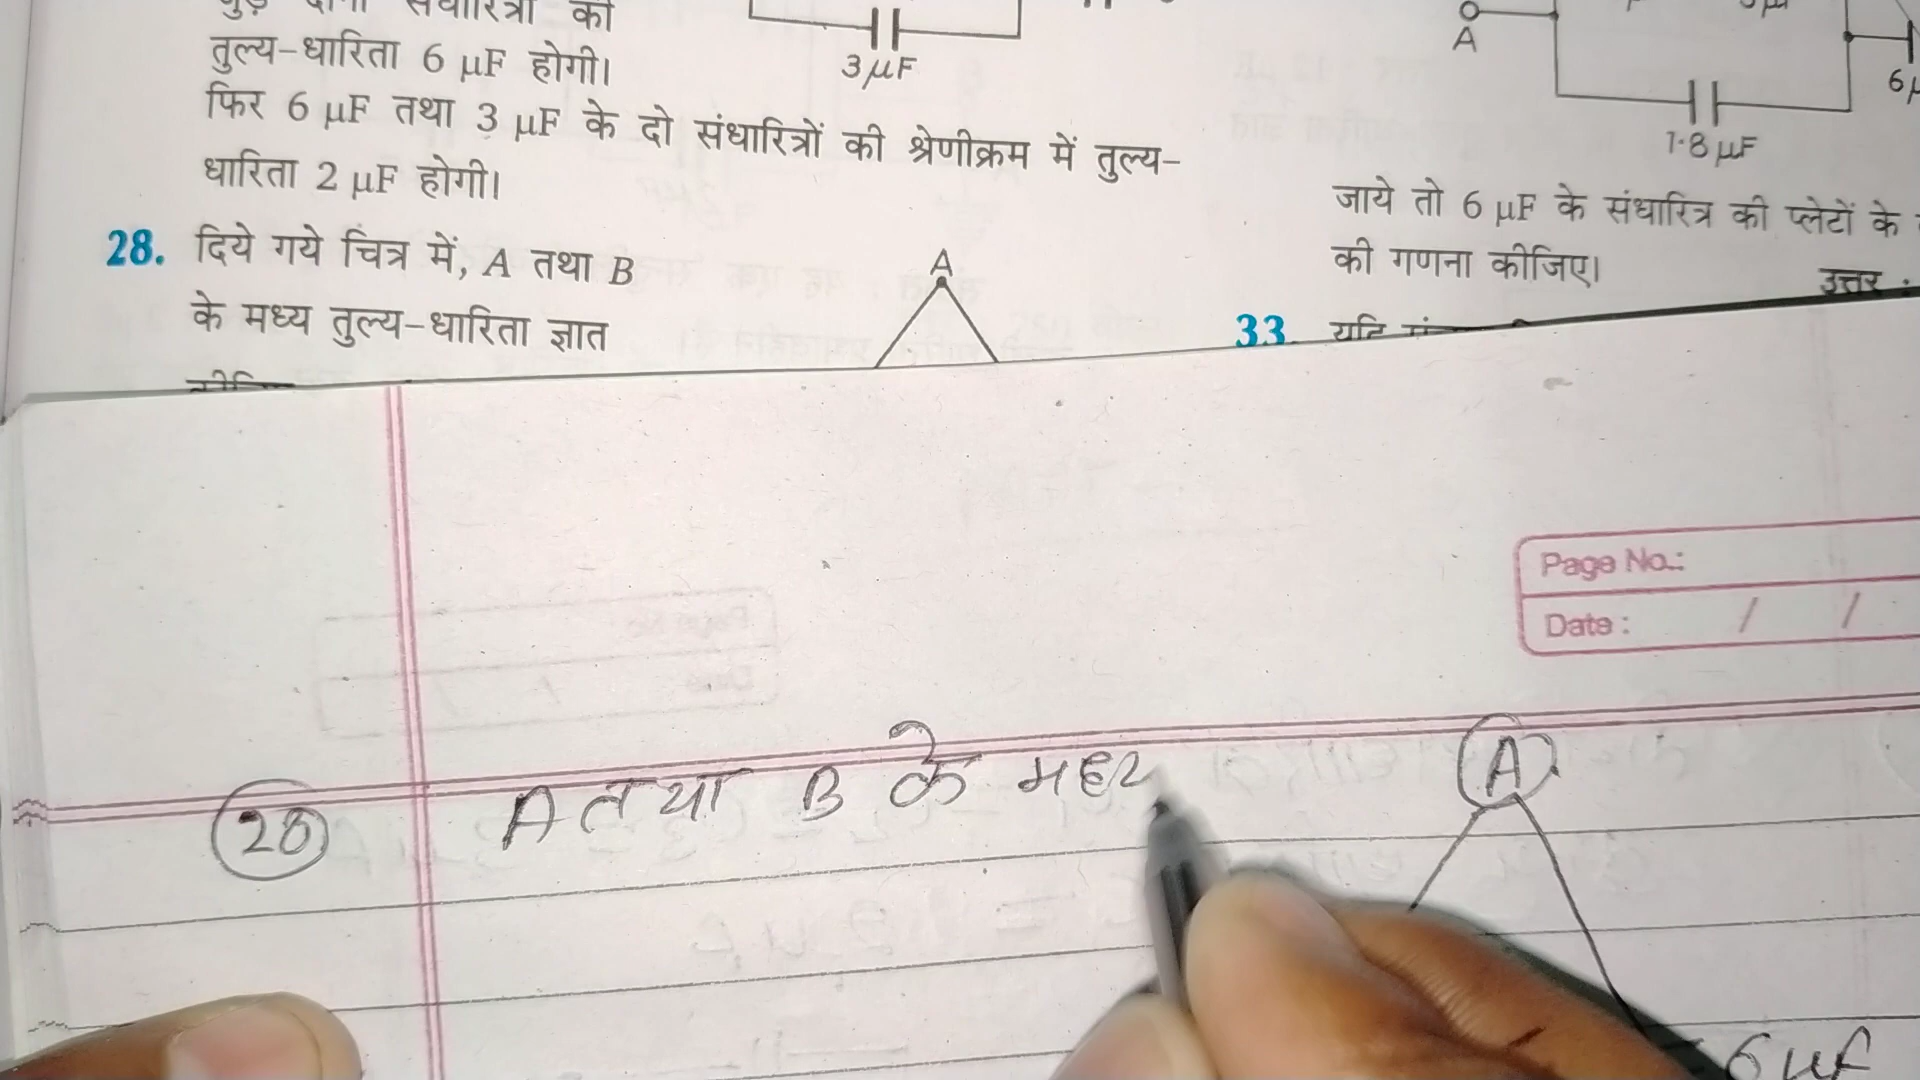 तुल्य-धारिता 6 μF होगी।
फिर 6 μF तथा 3 μF के दो संधारित्रों की श्रेणीक्रम में तुल्य-
धारिता 2 μF होगी।
3 μF
28. दिये गये चित्र में, A तथा B
के मध्य तुल्य-धारिता ज्ञात
A
A
1·8 μF
जाये तो 6 μF के संधारित्र की प्लेटों के
की गणना कीजिए।
उत्तर :
33. यदि
Page No.:
Date : / /
28 A तथा B के मध्य
A
6 μF